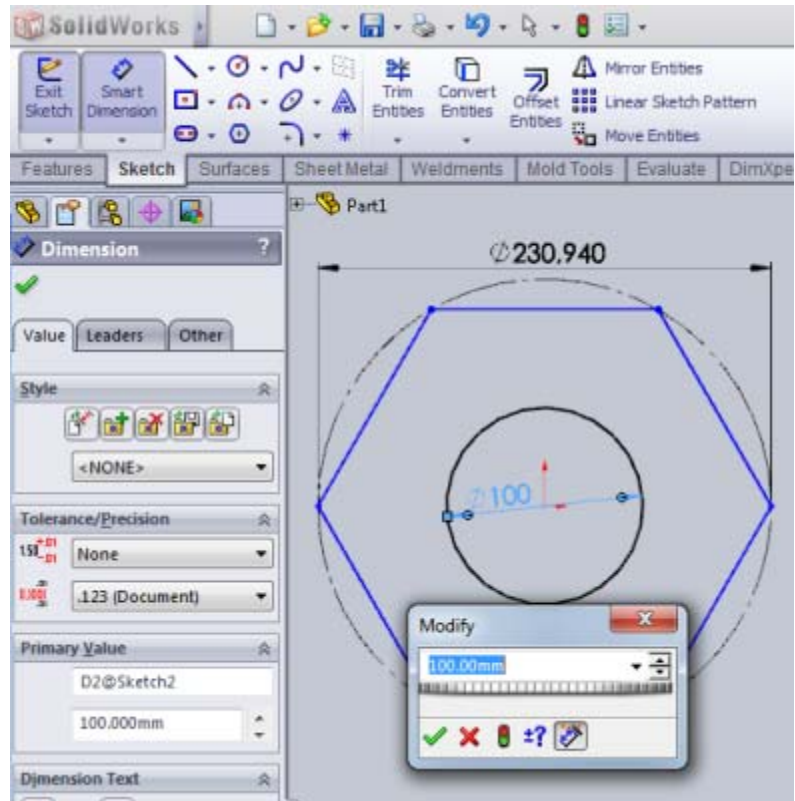 SolidWorks
Exit Sketch
Smart Dimension
Trim Entities
Convert Entities
Offset Entities
Mirror Entities
Linear Sketch Pattern
Move Entities
Features Sketch Surfaces Sheet Metal Weldments Mold Tools Evaluate DimXpe
Part1
Dimension ?
∅230,940
Value Leaders Other
Style
<NONE>
∅100
Tolerance/Precision
None
.123 (Document)
Modify
100.00mm
Primary Value
D2@Sketch2
100.000mm
±?
Dimension Text